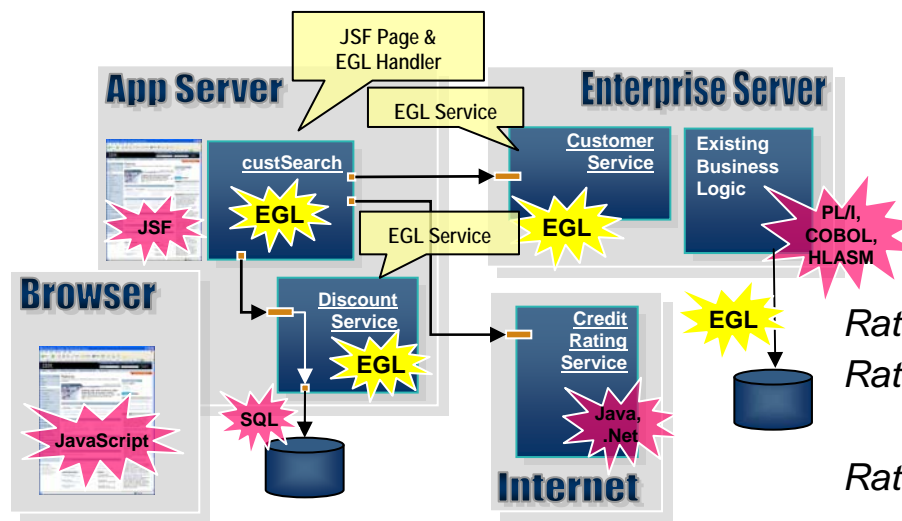 JSF Page &
EGL Handler
App Server
Enterprise Server
EGL Service
custSearch
Customer
Service
Existing
Business
Logic
EGL
JSF
EGL
PL/I,
COBOL,
HLASM
EGL Service
Browser
Discount
Service
EGL
Credit
Rating
Service
EGL
Rat
Rat
JavaScript
SQL
Java,
.Net
Rat
Internet